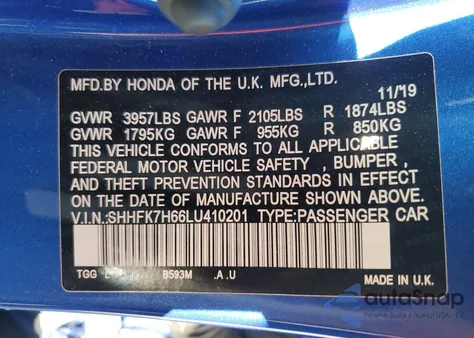 MFD.BY HONDA OF THE U.K. MFG.,LTD.
11/19
GVWR 3957LBS GAWR F 2105LBS R 1874LBS
GVWR 1795KG GAWR F 955KG R 850KG
THIS VEHICLE CONFORMS TO ALL APPLICABLE
FEDERAL MOTOR VEHICLE SAFETY , BUMPER ,
AND THEFT PREVENTION STANDARDS IN EFFECT
ON THE DATE OF MANUFACTURE SHOWN ABOVE.
V.I.N:SHHFK7H66LU410201 TYPE:PASSENGER CAR
TGG B593M .A .U
MADE IN U.K.
autoSnap